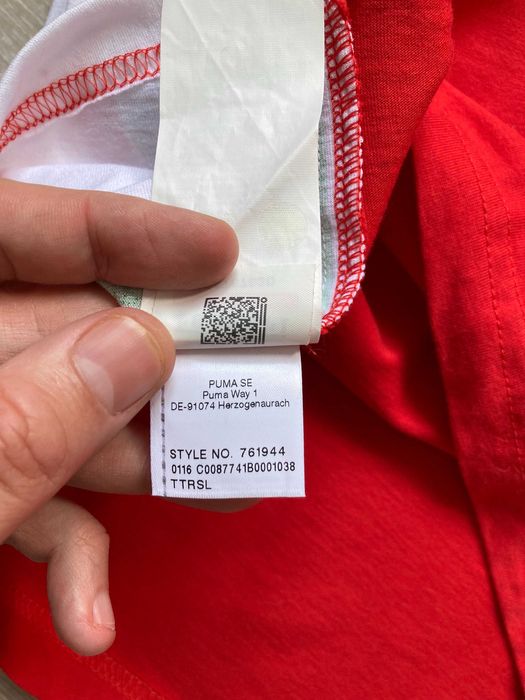 PUMA SE
Puma Way 1
DE-91074 Herzogenaurach
STYLE NO. 761944
0116 C0087741B0001038
TTRSL